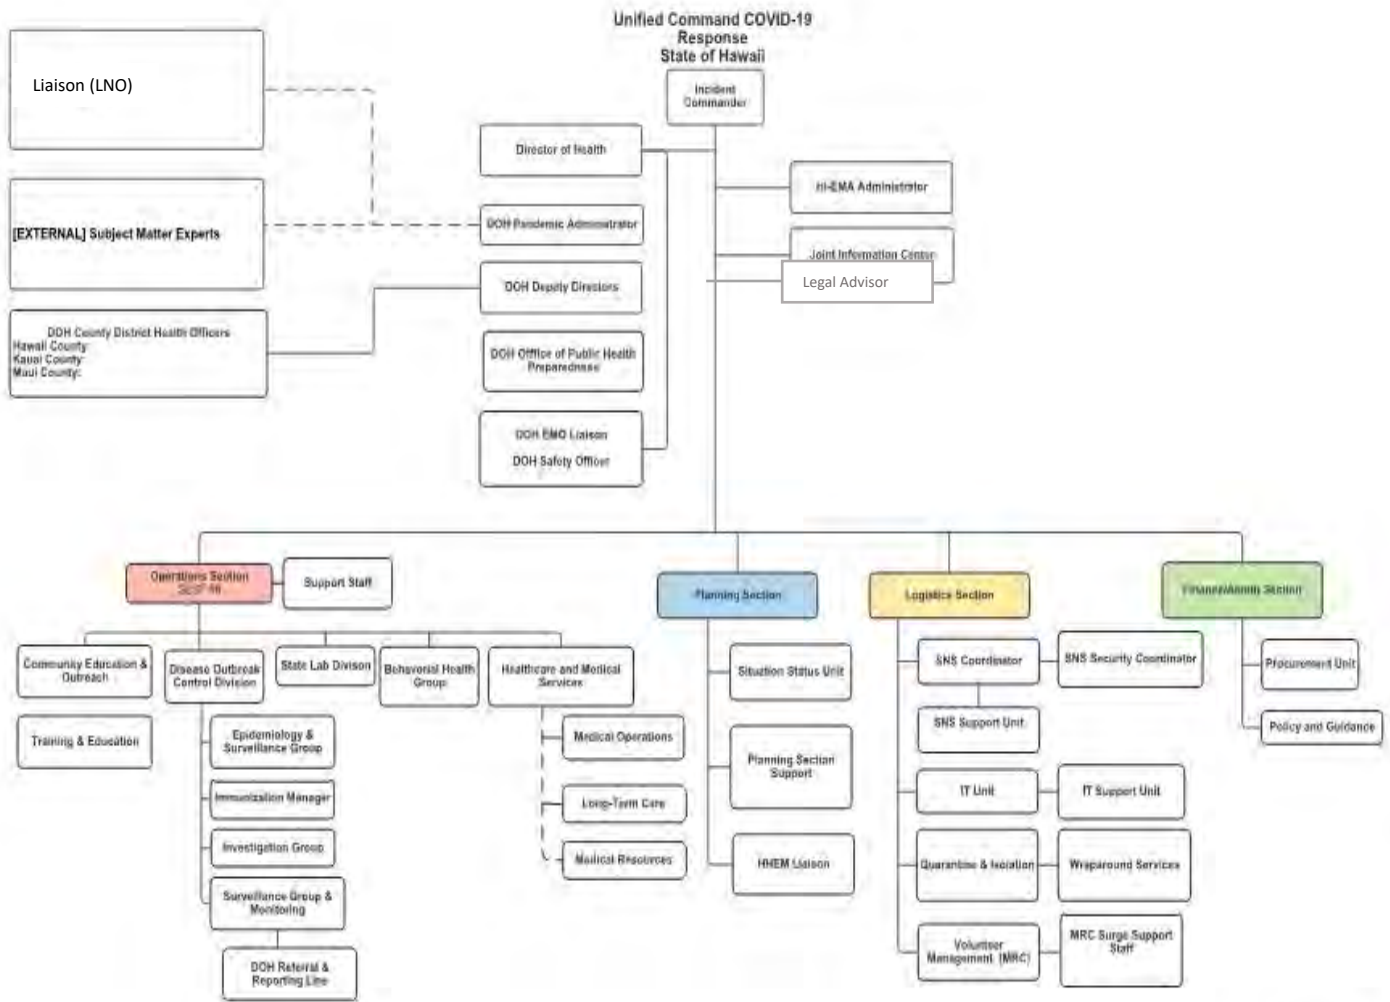 Unified Command COVID-19
Response
State of Hawaii
Incident
Commander
Liaison (LNO)
Director of Health
HI-EMA Administrator
[EXTERNAL] Subject Matter Experts
DOH Pandemic Administrator
Joint Information Center
Legal Advisor
DOH Deputy Directors
DOH County District Health Officers
Hawaii County:
Kauai County:
Maui County:
DOH Offfice of Public Health
Preparedness
DOH EMO Liaison
DOH Safety Officer
Operations Section
Support Staff
Planning Section
Logistics Section
Finance/Admin Section
Community Education &
Outreach
Disease Outbreak
Control Division
State Lab Divison
Behavorial Health
Group
Healthcare and Medical
Services
Training & Education
Epidemiology &
Surveillance Group
Immunization Manager
Investigation Group
Surveillance Group &
Monitoring
DOH Referral &
Reporting Line
Medical Operations
Long-Term Care
Medical Resources
Situation Status Unit
Planning Section
Support
HHEM Liaison
SNS Coordinator
SNS Security Coordinator
SNS Support Unit
IT Unit
IT Support Unit
Quarantine & Isolation
Wraparound Services
Volunteer
Management (MRC)
MRC Surge Support
Staff
Procurement Unit
Policy and Guidance